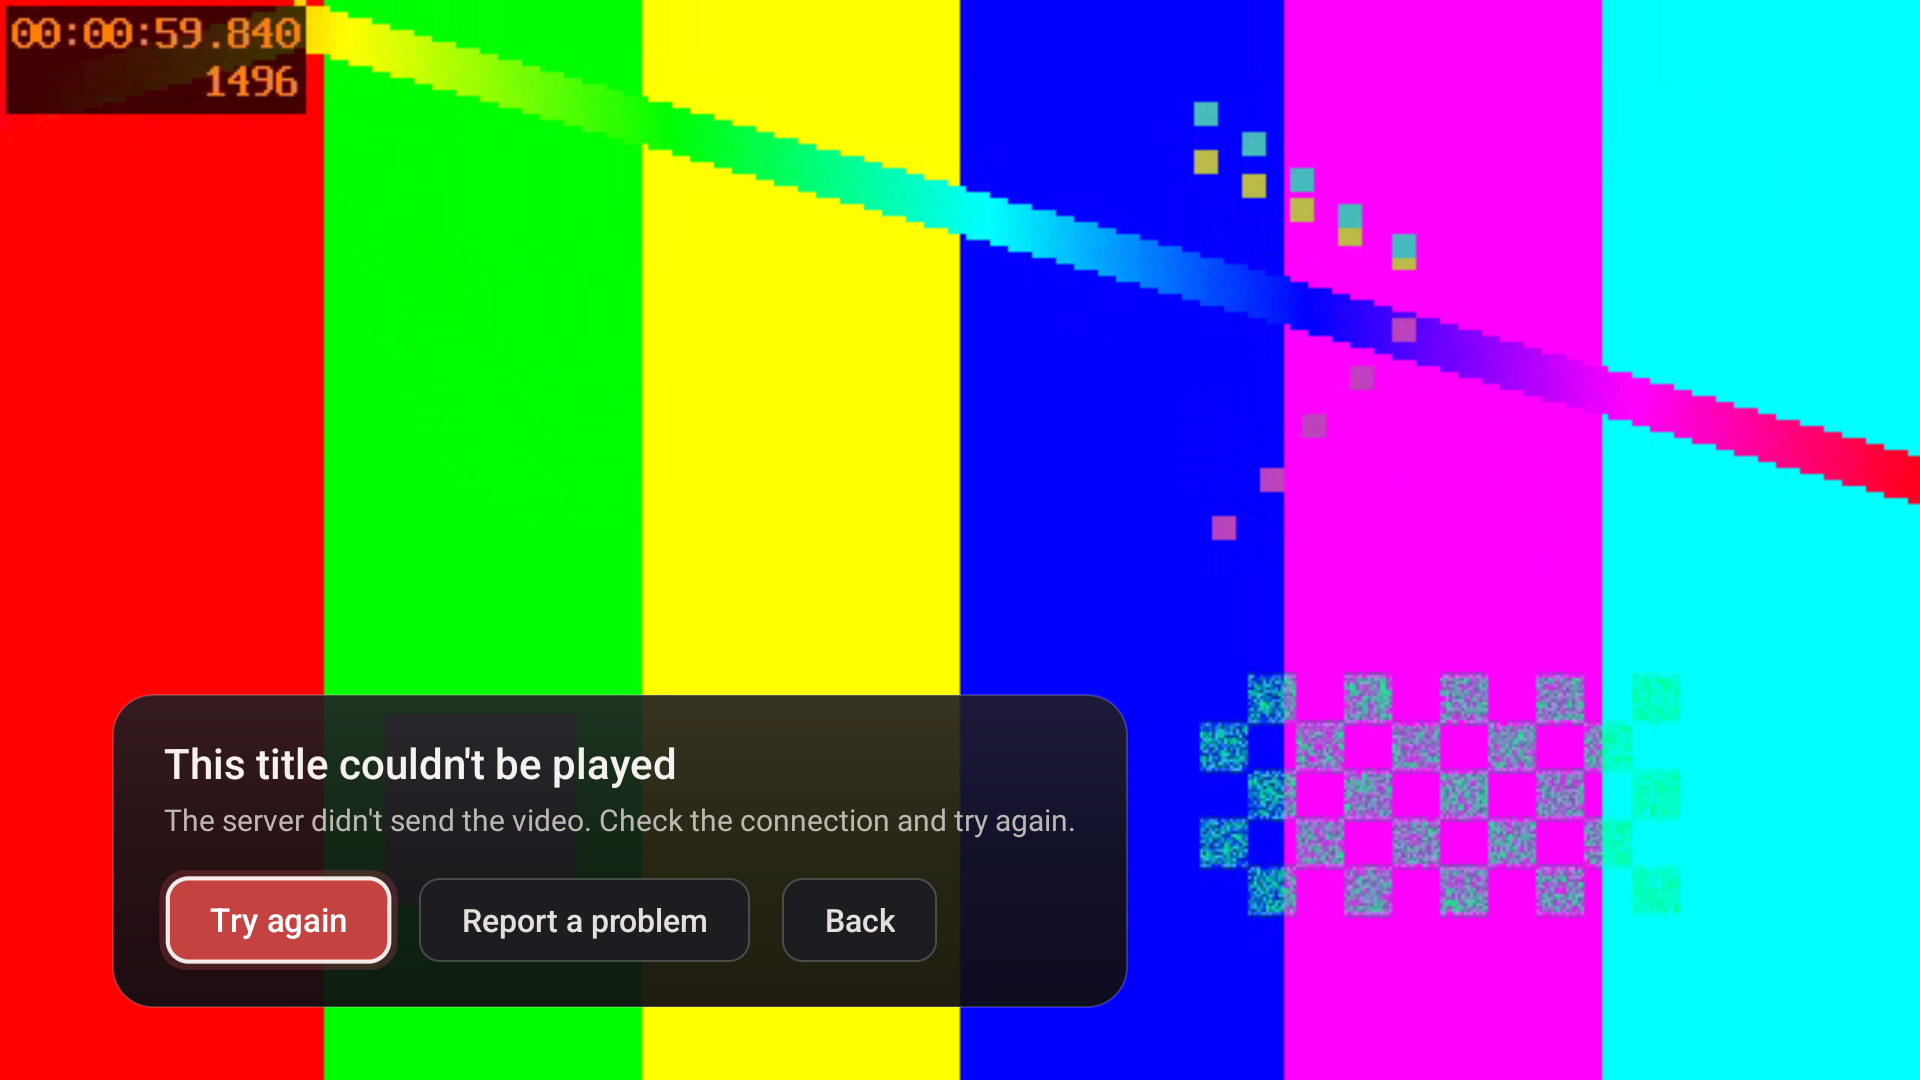 00:00:59.840
1496
This title couldn't be played
The server didn't send the video. Check the connection and try again.
Try again
Report a problem
Back